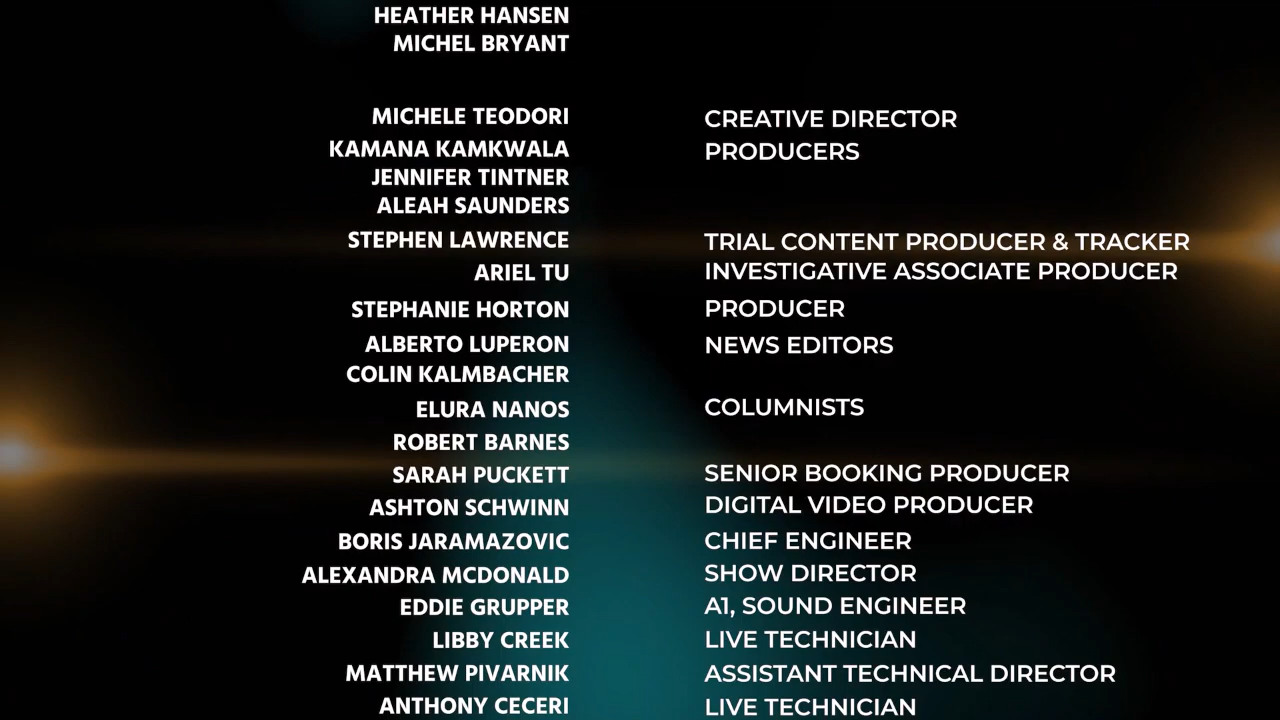 HEATHER HANSEN
MICHEL BRYANT
MICHELE TEODORI CREATIVE DIRECTOR
KAMANA KAMKWALA PRODUCERS
JENNIFER TINTNER
ALEAH SAUNDERS
STEPHEN LAWRENCE TRIAL CONTENT PRODUCER & TRACKER
ARIEL TU INVESTIGATIVE ASSOCIATE PRODUCER
STEPHANIE HORTON PRODUCER
ALBERTO LUPERON NEWS EDITORS
COLIN KALMBACHER
ELURA NANOS COLUMNISTS
ROBERT BARNES
SARAH PUCKETT SENIOR BOOKING PRODUCER
ASHTON SCHWINN DIGITAL VIDEO PRODUCER
BORIS JARAMAZOVIC CHIEF ENGINEER
ALEXANDRA MCDONALD SHOW DIRECTOR
EDDIE GRUPPER A1, SOUND ENGINEER
LIBBY CREEK LIVE TECHNICIAN
MATTHEW PIVARNIK ASSISTANT TECHNICAL DIRECTOR
ANTHONY CECERI LIVE TECHNICIAN